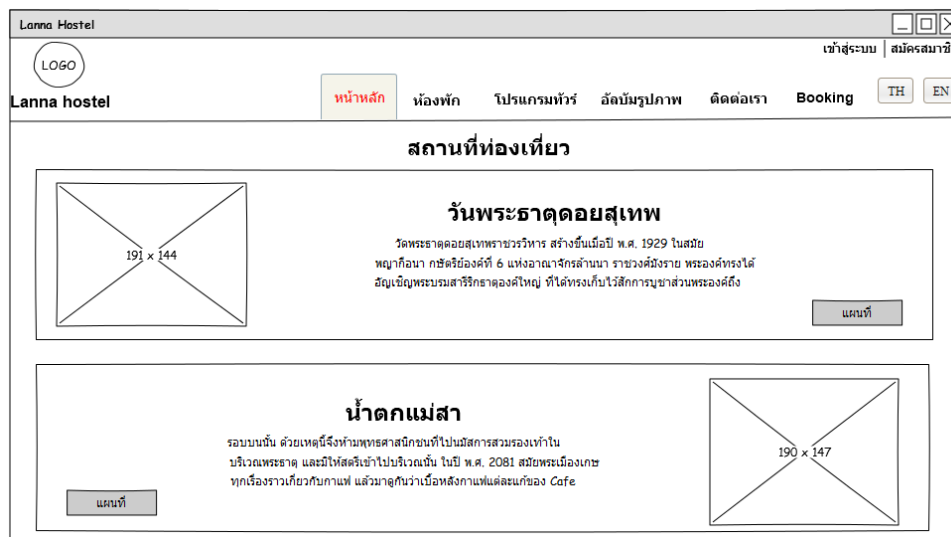 Lanna Hostel
เข้าสู่ระบบ | สมัครสมาชิ
LOGO
Lanna hostel
หน้าหลัก ห้องพัก โปรแกรมทัวร์ อัลบัมรูปภาพ ติดต่อเรา Booking TH EN
สถานที่ท่องเที่ยว
191 x 144
วันพระธาตุดอยสุเทพ
วัดพระธาตุดอยสุเทพราชวรวิหาร สร้างขึ้นเมื่อปี พ.ศ. 1929 ในสมัย
พญากือนา กษัตริย์องค์ที่ 6 แห่งอาณาจักรล้านนา ราชวงศ์มังราย พระองค์ทรงได้
อัญเชิญพระบรมสารีริกธาตุองค์ใหญ่ ที่ได้ทรงเก็บไว้สักการบูชาส่วนพระองค์ถึง
แผนที่
น้ำตกแม่สา
รอบบนนั้น ด้วยเหตุนี้จึงห้ามพุทธศาสนิกชนที่ไปนมัสการสวมรองเท้าใน
บริเวณพระธาตุ และมิให้สตรีเข้าไปบริเวณนั้น ในปี พ.ศ. 2081 สมัยพระเมืองเกษ
ทุกเรื่องราวเกี่ยวกับกาแฟ แล้วมาดูกันว่าเบื้อหลังกาแฟแต่ละแก้ของ Cafe
190 x 147
แผนที่